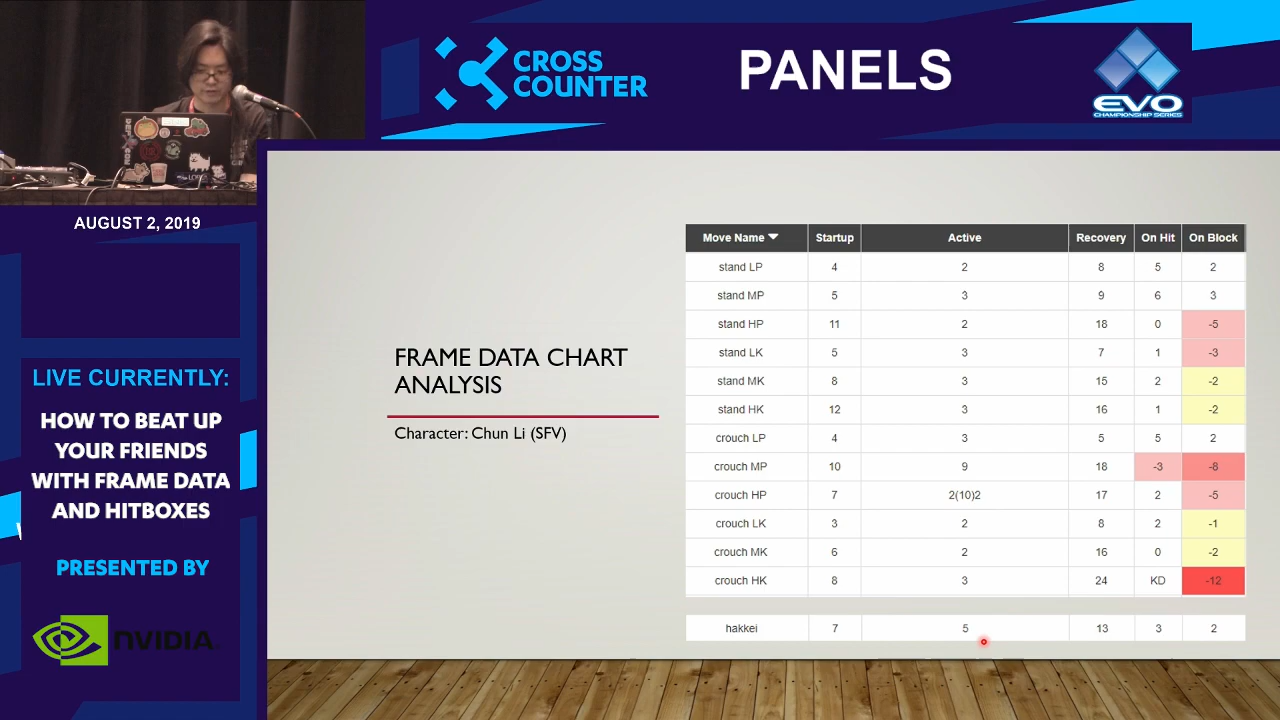 CROSS
COUNTER
PANELS
EVO
CHAMPIONSHIP SERIES
AUGUST 2, 2019
LIVE CURRENTLY:
HOW TO BEAT UP
YOUR FRIENDS
WITH FRAME DATA
AND HITBOXES
PRESENTED BY
NVIDIA
FRAME DATA CHART
ANALYSIS
Character: Chun Li (SFV)
Move Name Startup Active Recovery On Hit On Block
stand LP 4 2 8 5 2
stand MP 5 3 9 6 3
stand HP 11 2 18 0 -5
stand LK 5 3 7 1 -3
stand MK 8 3 15 2 -2
stand HK 12 3 16 1 -2
crouch LP 4 3 5 5 2
crouch MP 10 9 18 -3 -8
crouch HP 7 2(10)2 17 2 -5
crouch LK 3 2 8 2 -1
crouch MK 6 2 16 0 -2
crouch HK 8 3 24 KD -12
hakkei 7 5 13 3 2